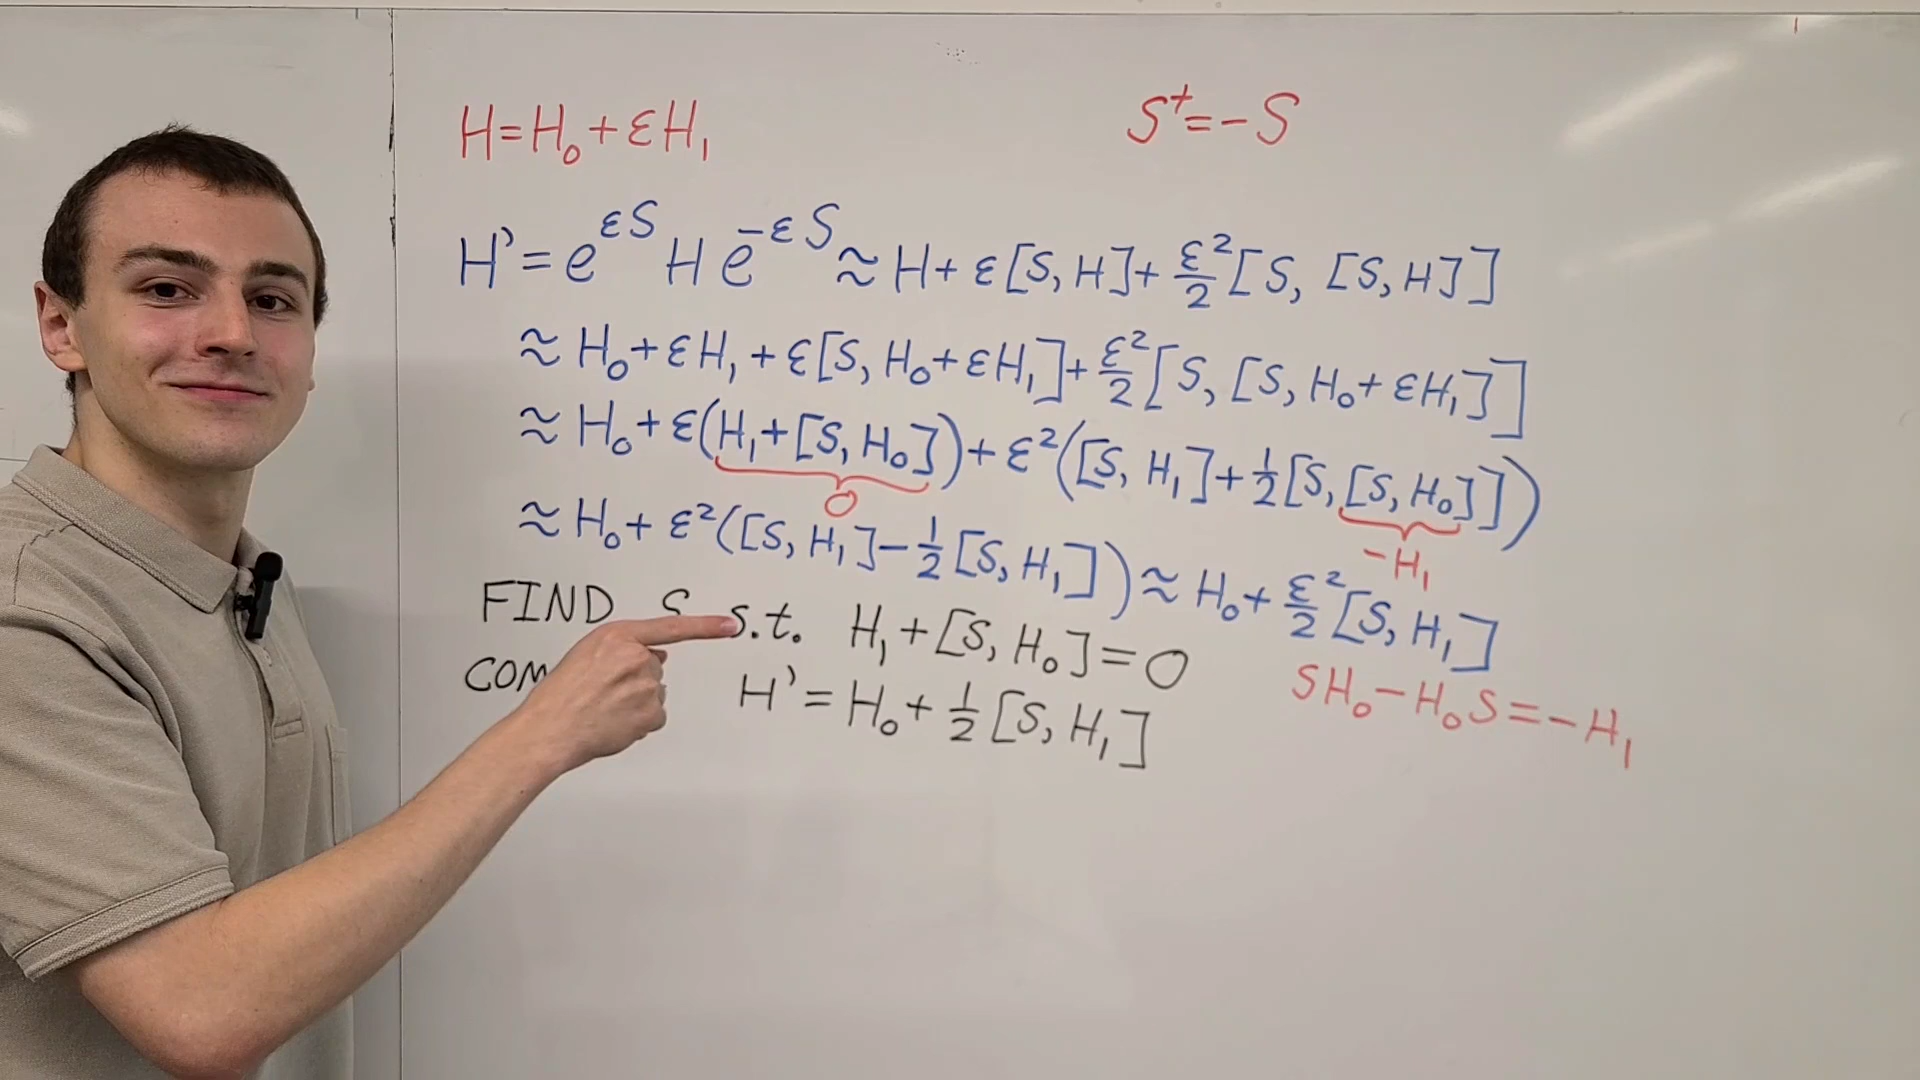 H=H₀+εH₁
S⁺=-S
H'=e^{εS} H e^{-εS} ≈ H+ε[S,H]+ε²/2[S,[S,H]]
≈ H₀+εH₁+ε[S,H₀+εH₁]+ε²/2[S,[S,H₀+εH₁]]
≈ H₀+ε(H₁+[S,H₀])+ε²([S,H₁]+1/2[S,[S,H₀]])
0
-H₁
≈ H₀+ε²([S,H₁]-1/2[S,H₁]) ≈ H₀+ε²/2[S,H₁]
FIND S s.t. H₁+[S,H₀]=0
H'=H₀+1/2[S,H₁]
SH₀-H₀S=-H₁